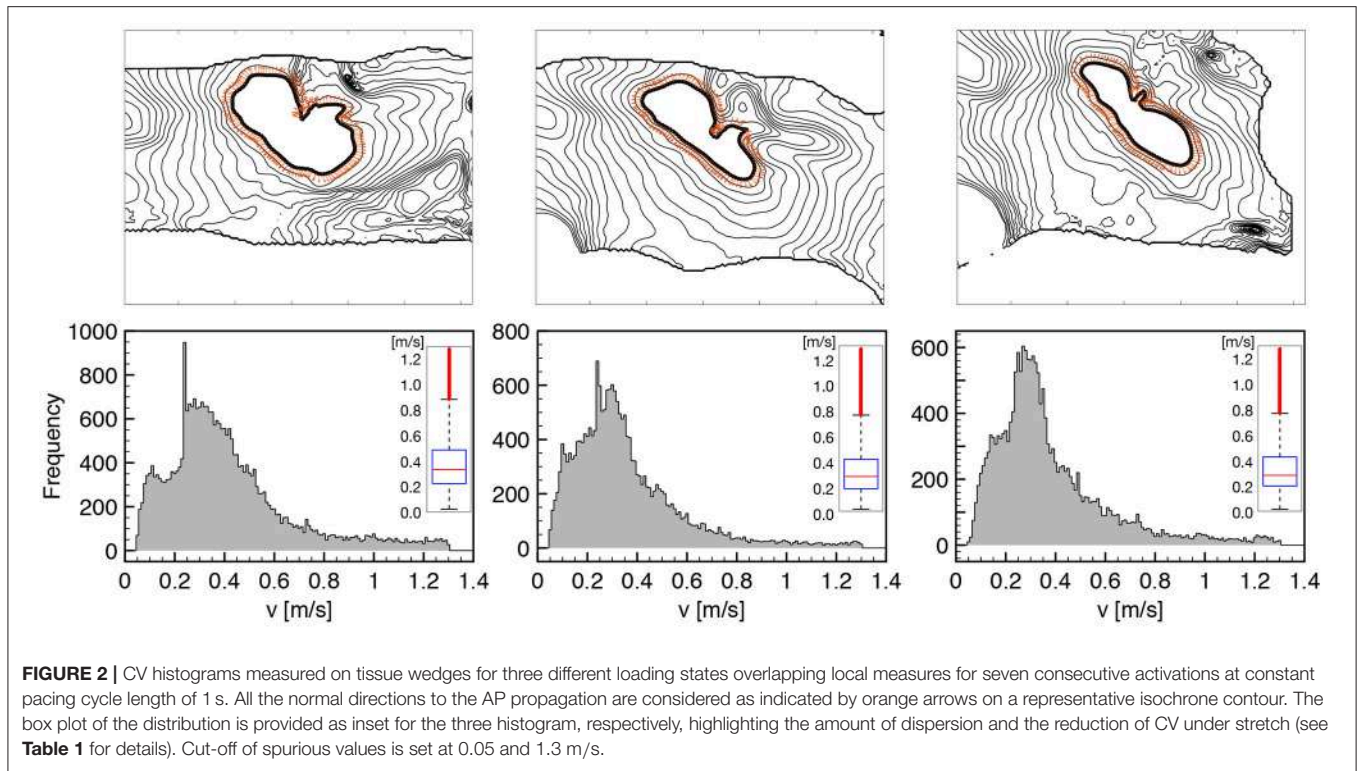 1000
800
600
400
200
0
Frequency
0 0.2 0.4 0.6 0.8 1 1.2 1.4
v [m/s]
[m/s]
1.2
1.0
0.8
0.6
0.4
0.2
0.0
800
600
400
200
0
0 0.2 0.4 0.6 0.8 1 1.2 1.4
v [m/s]
[m/s]
1.2
1.0
0.8
0.6
0.4
0.2
0.0
600
400
200
0
0 0.2 0.4 0.6 0.8 1 1.2 1.4
v [m/s]
[m/s]
1.2
1.0
0.8
0.6
0.4
0.2
0.0
FIGURE 2 | CV histograms measured on tissue wedges for three different loading states overlapping local measures for seven consecutive activations at constant
pacing cycle length of 1 s. All the normal directions to the AP propagation are considered as indicated by orange arrows on a representative isochrone contour. The
box plot of the distribution is provided as inset for the three histogram, respectively, highlighting the amount of dispersion and the reduction of CV under stretch (see
Table 1 for details). Cut-off of spurious values is set at 0.05 and 1.3 m/s.